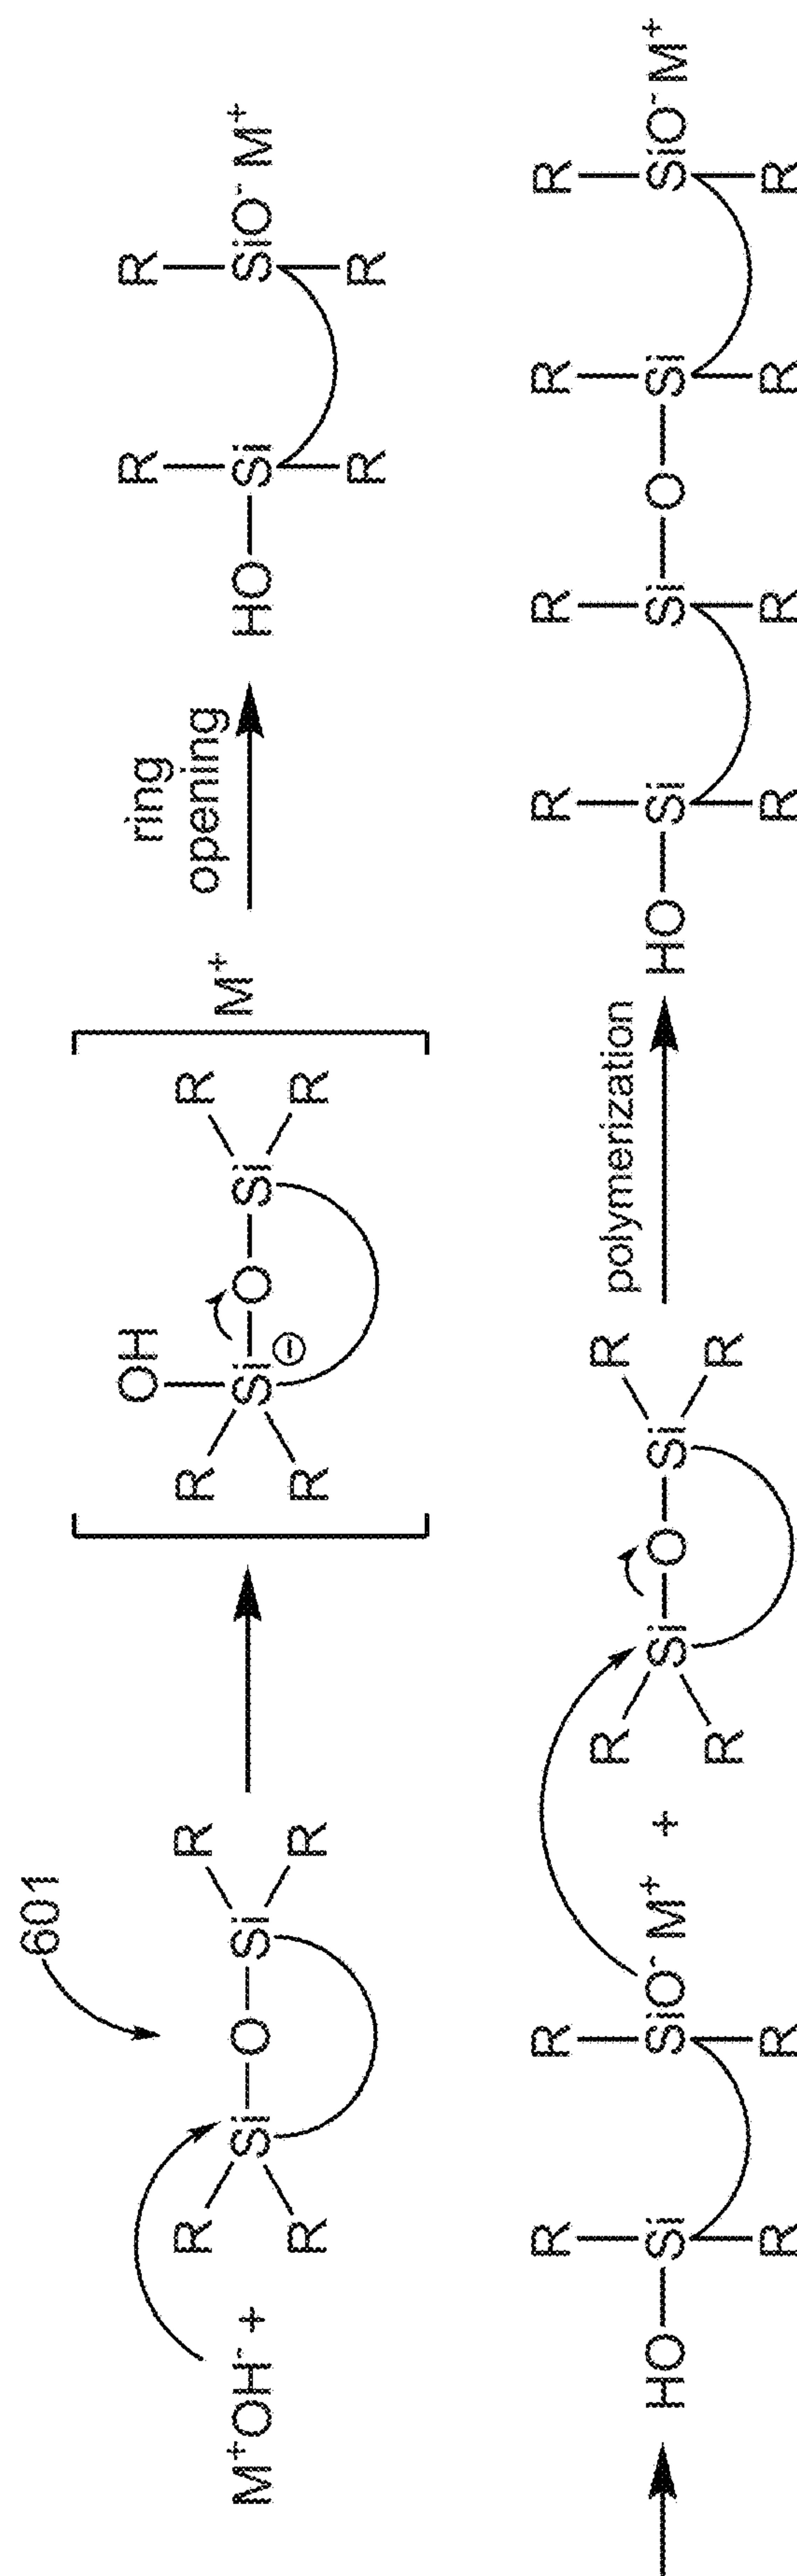 601
M⁺OH⁻ +
R
R
Si
O
Si
R
R
OH
R
R
Si
⊖
O
Si
R
R
M⁺
ring
opening
HO
Si
R
R
SiO⁻ M⁺
R
R
HO
Si
R
R
SiO⁻ M⁺
R
R
+
R
R
Si
O
Si
R
R
polymerization
HO
Si
R
R
Si
R
R
O
Si
R
R
SiO⁻ M⁺
R
R